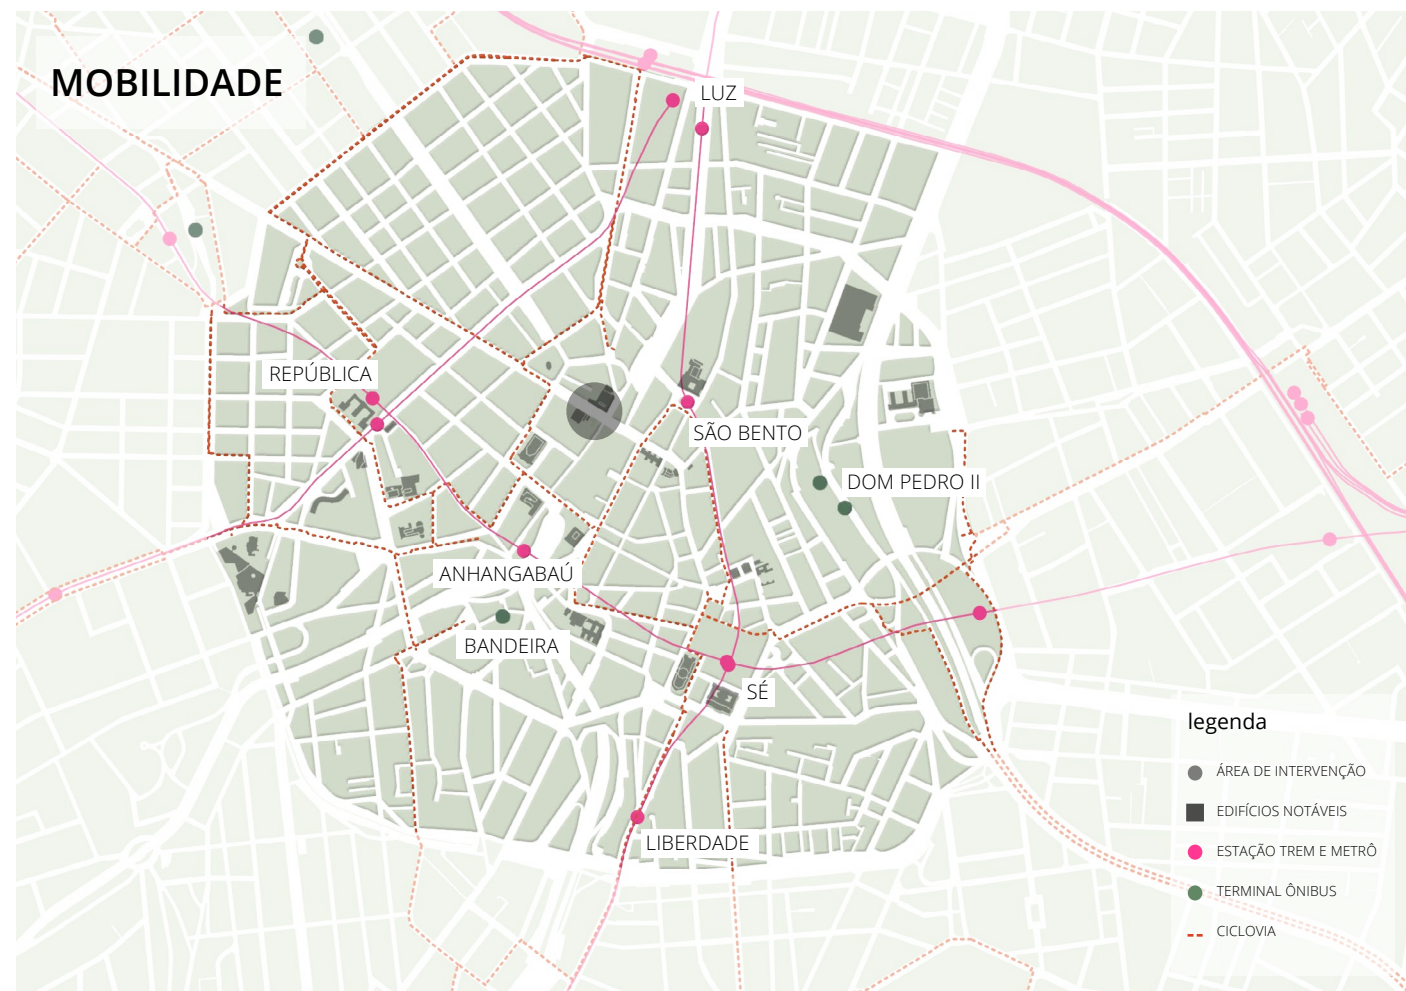 MOBILIDADE
LUZ
REPÚBLICA
SÃO BENTO
DOM PEDRO II
ANHANGABAÚ
BANDEIRA
SÉ
LIBERDADE
legenda
ÁREA DE INTERVENÇÃO
EDIFÍCIOS NOTÁVEIS
ESTAÇÃO TREM E METRÔ
TERMINAL ÔNIBUS
CICLOVIA